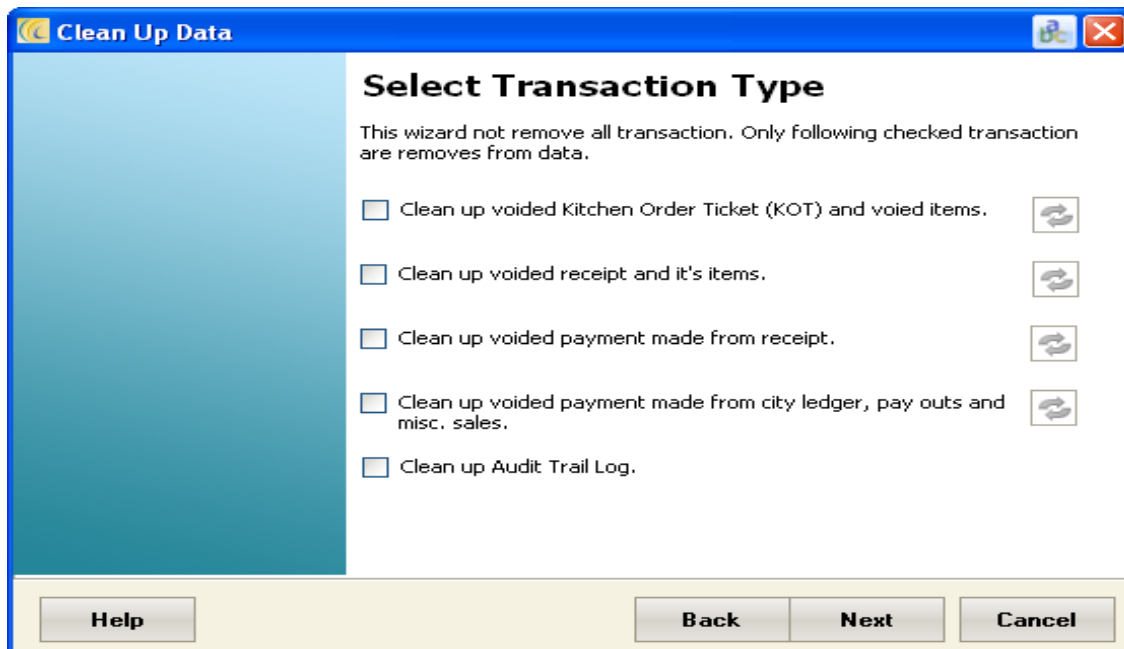 Clean Up Data
Select Transaction Type
This wizard not remove all transaction. Only following checked transaction
are removes from data.
Clean up voided Kitchen Order Ticket (KOT) and voied items.
Clean up voided receipt and it's items.
Clean up voided payment made from receipt.
Clean up voided payment made from city ledger, pay outs and
misc. sales.
Clean up Audit Trail Log.
Help Back Next Cancel